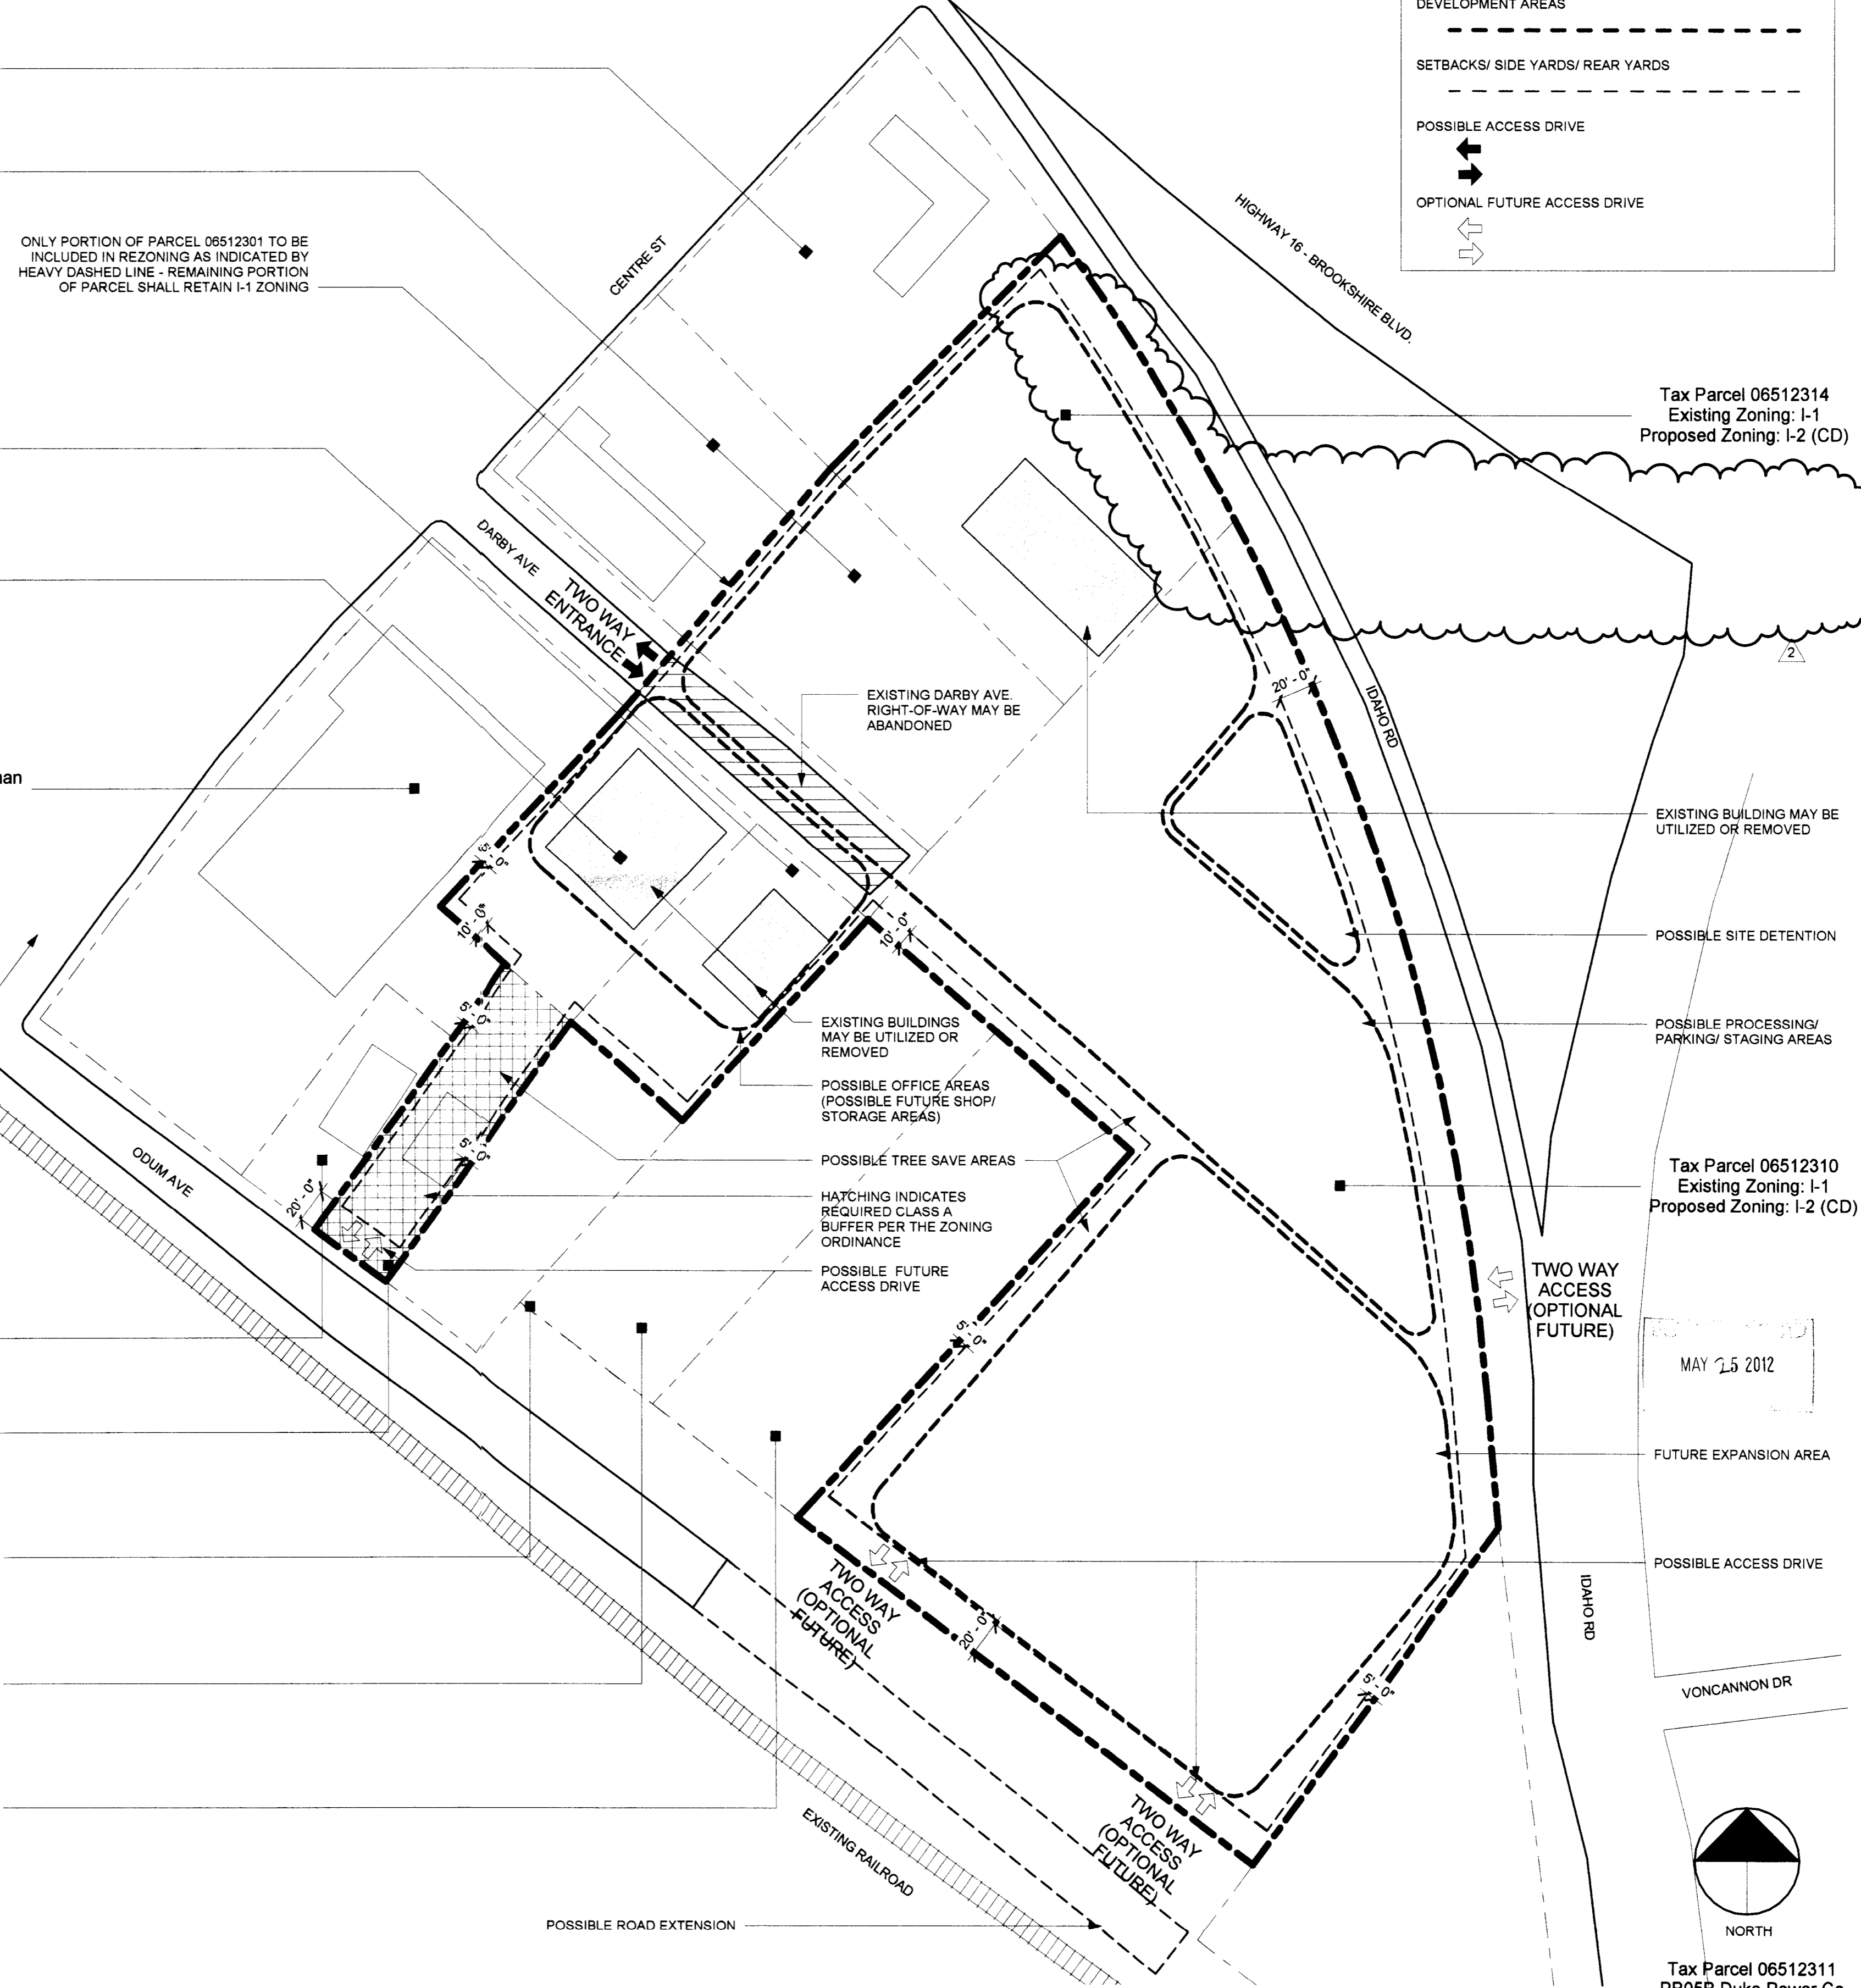 DEVELOPMENT AREAS
SETBACKS/ SIDE YARDS/ REAR YARDS
POSSIBLE ACCESS DRIVE
OPTIONAL FUTURE ACCESS DRIVE
HIGHWAY 16 - BROOKSHIRE BLVD.
CENTRE ST
ONLY PORTION OF PARCEL 06512301 TO BE
INCLUDED IN REZONING AS INDICATED BY
HEAVY DASHED LINE - REMAINING PORTION
OF PARCEL SHALL RETAIN I-1 ZONING
Tax Parcel 06512314
Existing Zoning: I-1
Proposed Zoning: I-2 (CD)
DARBY AVE
TWO WAY
ENTRANCE
2
20' - 0"
IDAHO RD
EXISTING DARBY AVE.
RIGHT-OF-WAY MAY BE
ABANDONED
EXISTING BUILDING MAY BE
UTILIZED OR REMOVED
5' - 0"
10' - 0"
10' - 0"
POSSIBLE SITE DETENTION
5' - 0"
EXISTING BUILDINGS
MAY BE UTILIZED OR
REMOVED
POSSIBLE PROCESSING/
PARKING/ STAGING AREAS
POSSIBLE OFFICE AREAS
(POSSIBLE FUTURE SHOP/
STORAGE AREAS)
5' - 0"
POSSIBLE TREE SAVE AREAS
ODUM AVE
20' - 0"
HATCHING INDICATES
REQUIRED CLASS A
BUFFER PER THE ZONING
ORDINANCE
POSSIBLE FUTURE
ACCESS DRIVE
Tax Parcel 06512310
Existing Zoning: I-1
Proposed Zoning: I-2 (CD)
TWO WAY
ACCESS
(OPTIONAL
FUTURE)
5' - 0"
MAY 25 2012
FUTURE EXPANSION AREA
POSSIBLE ACCESS DRIVE
TWO WAY
ACCESS
(OPTIONAL
FUTURE)
20' - 0"
IDAHO RD
5' - 0"
VONCANNON DR
TWO WAY
ACCESS
(OPTIONAL
FUTURE)
EXISTING RAILROAD
POSSIBLE ROAD EXTENSION
NORTH
Tax Parcel 06512311